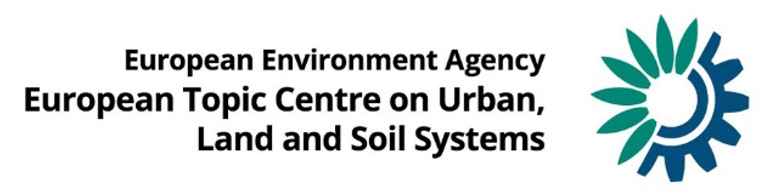 European Environment Agency
European Topic Centre on Urban,
Land and Soil Systems